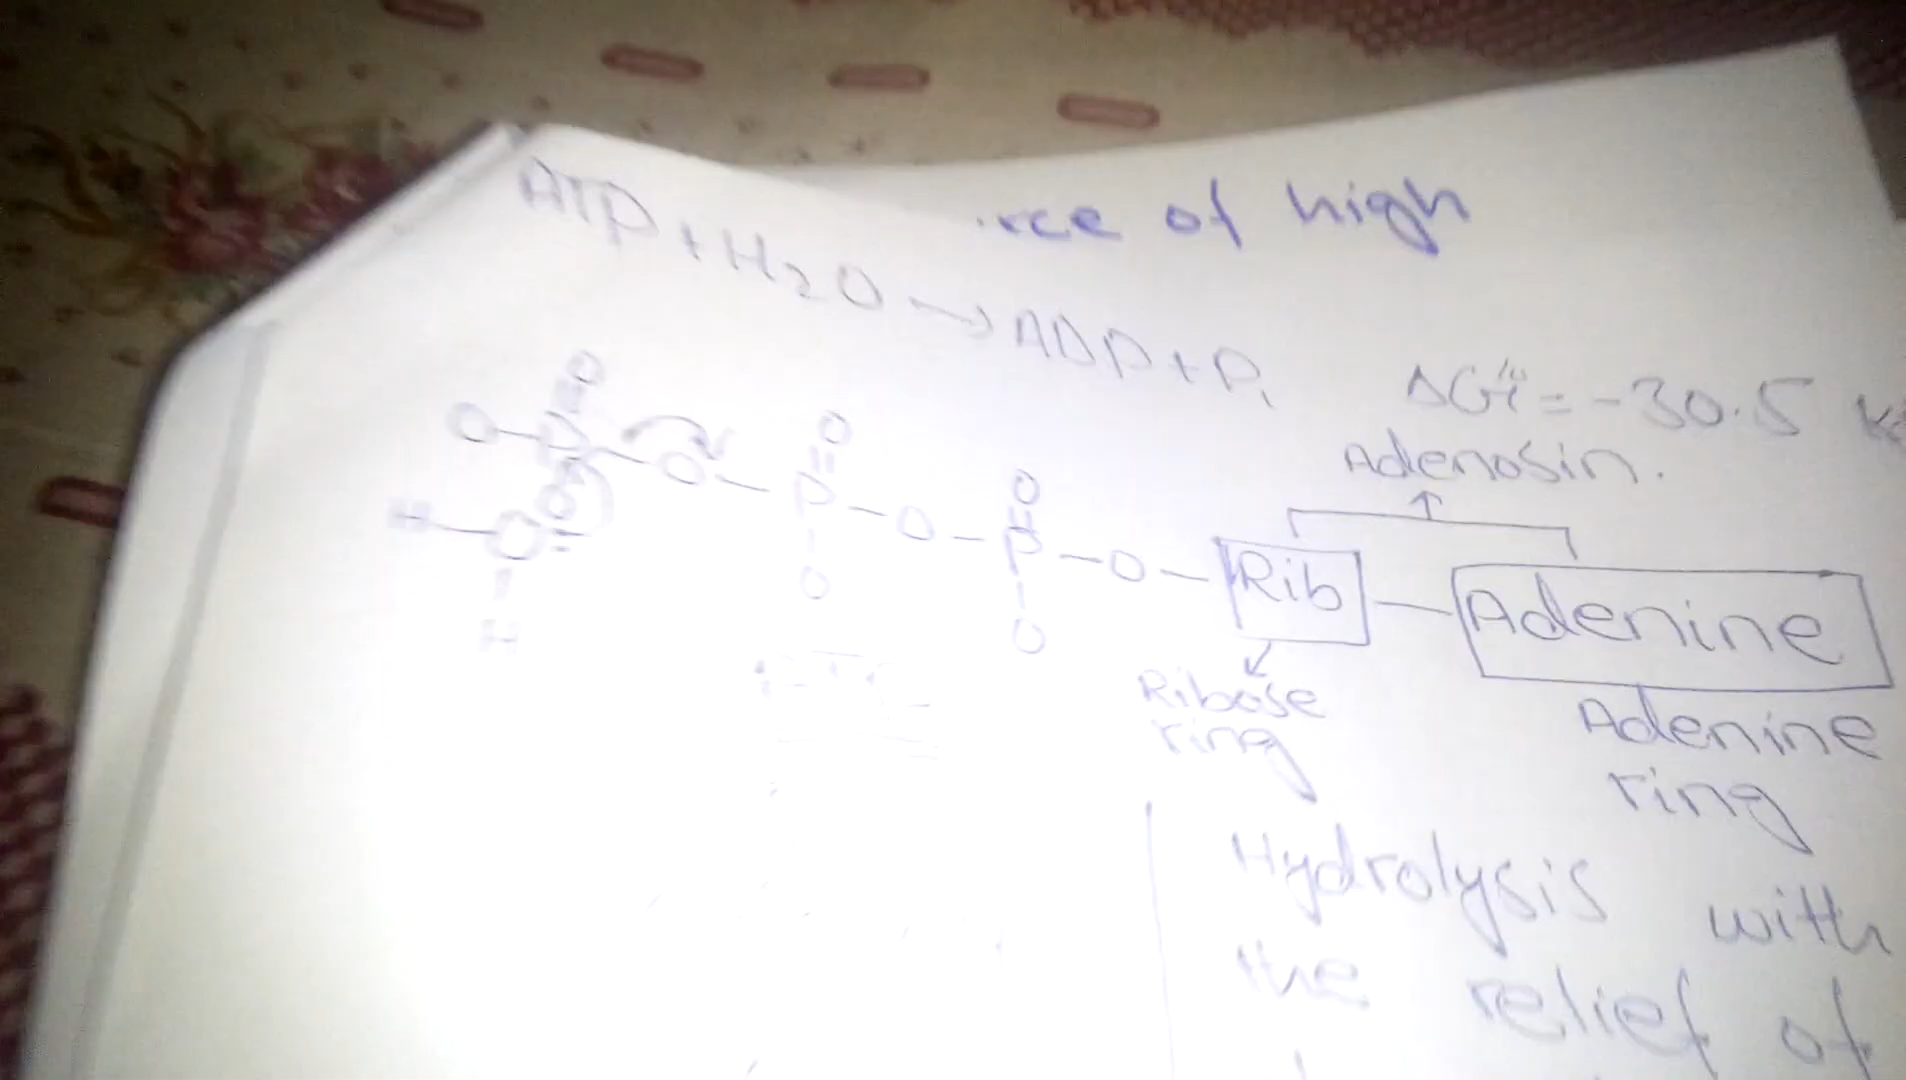 rce of high
ATP + H2O → ADP + Pi
ΔG = -30.5
Adenosin.
O O O
O - P - O - P - O - P - O - Rib - Adenine
H - O O O
H
Ribose
ring
Adenine
ring
Hydrolysis with
the relief of